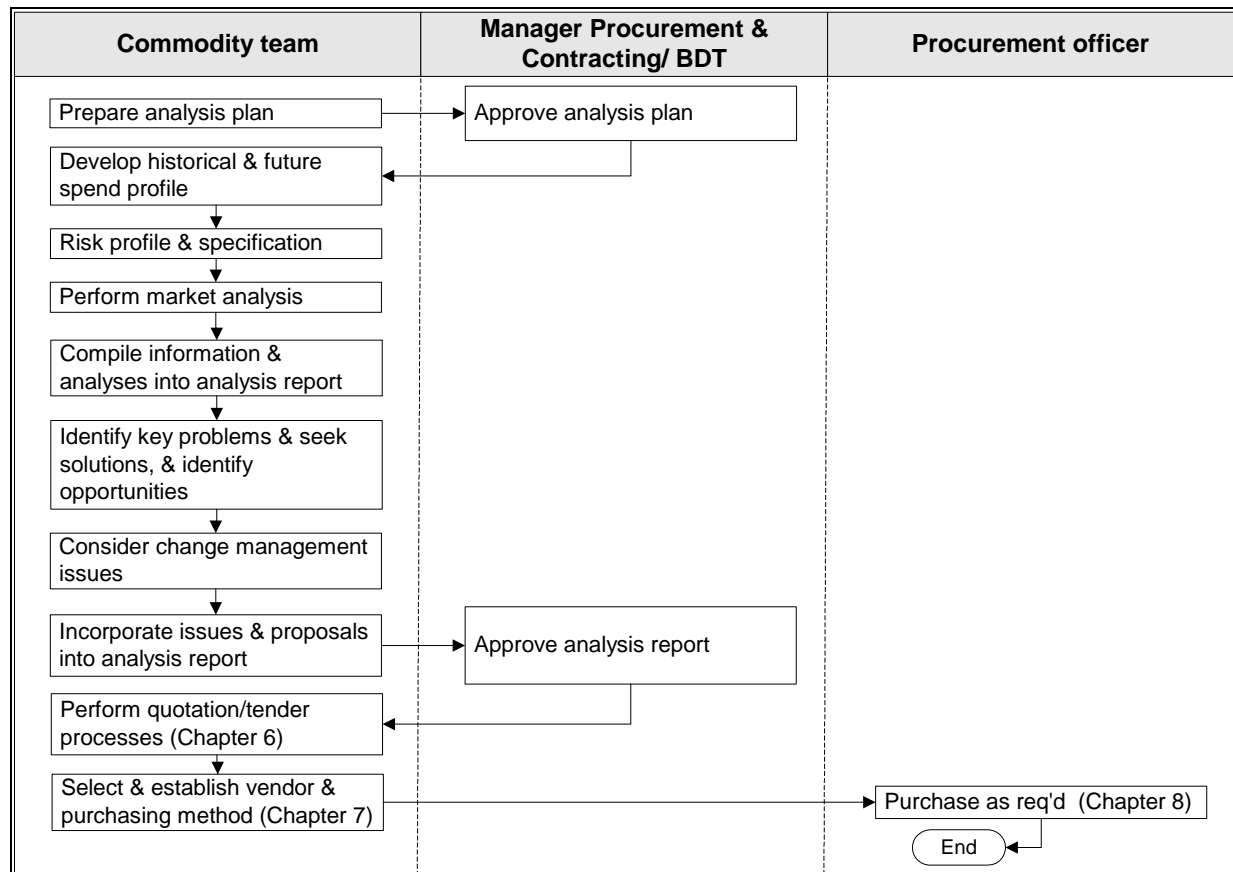 Commodity team
Manager Procurement &
Contracting/ BDT
Procurement officer
Prepare analysis plan
Approve analysis plan
Develop historical & future
spend profile
Risk profile & specification
Perform market analysis
Compile information &
analyses into analysis report
Identify key problems & seek
solutions, & identify
opportunities
Consider change management
issues
Incorporate issues & proposals
into analysis report
Approve analysis report
Perform quotation/tender
processes (Chapter 6)
Select & establish vendor &
purchasing method (Chapter 7)
Purchase as req'd (Chapter 8)
End